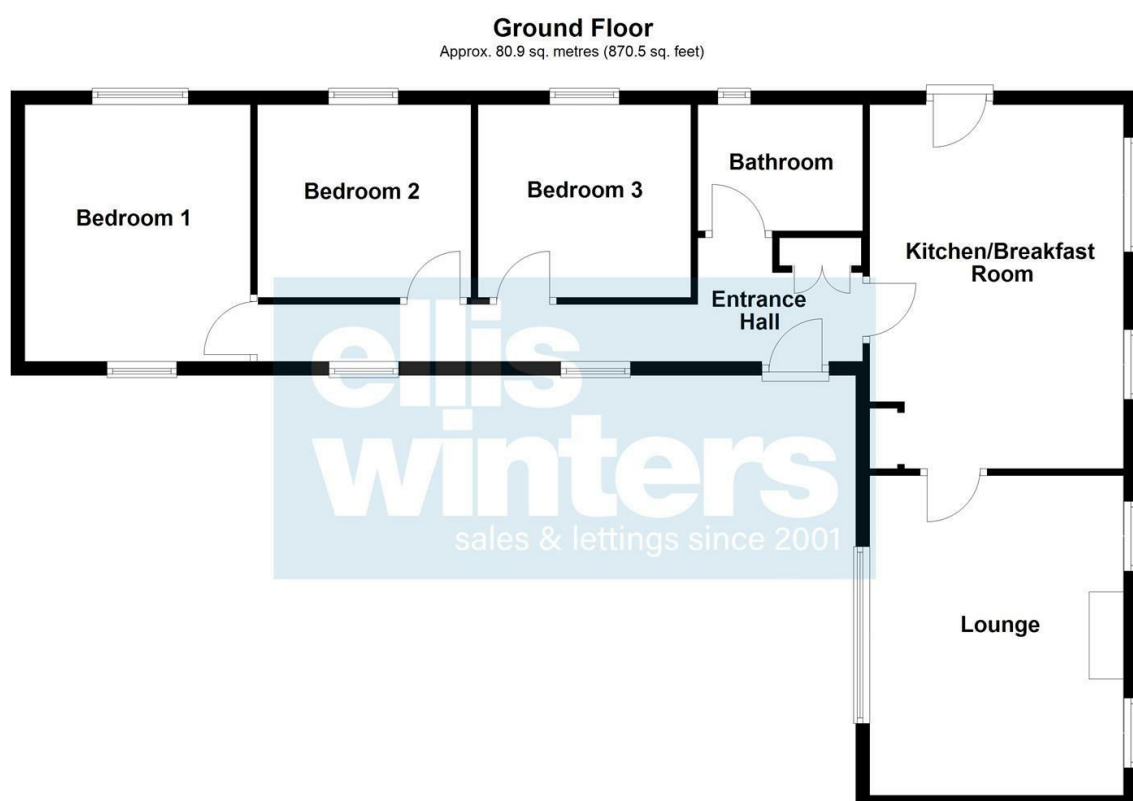 Ground Floor
Approx. 80.9 sq. metres (870.5 sq. feet)
Bedroom 1
Bedroom 2
Bedroom 3
Bathroom
Kitchen/Breakfast
Room
Entrance
Hall
ellis
winters
sales & lettings since 2001
Lounge